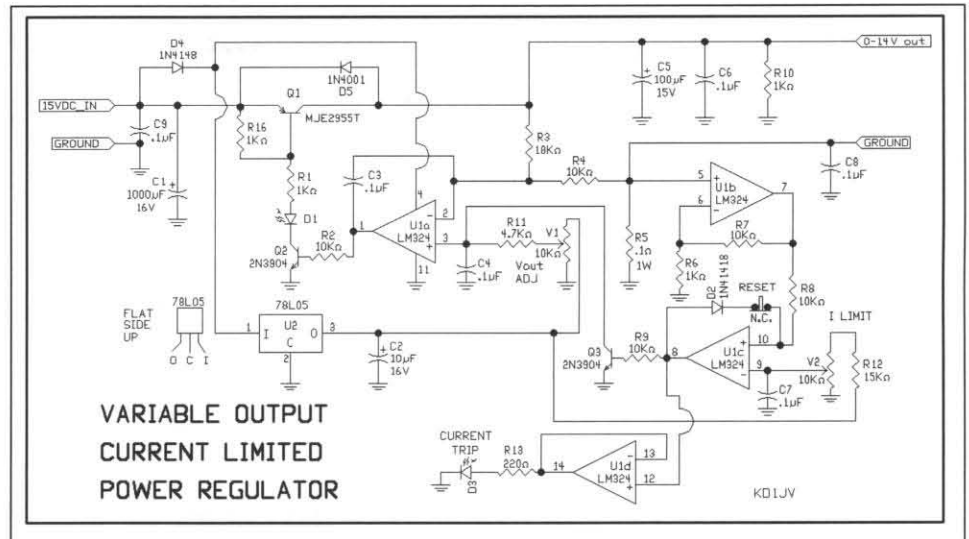 D4
1N4148
15VDC_IN
GROUND
C9
.1µF
C1
1000µF
16V
+
Q1
MJE2955T
1N4001
D5
R16
1KΩ
R1
1KΩ
D1
Q2
2N3904
R2
10KΩ
C3
.1µF
4
U1a
LM324
1
2
3
11
-
+
R3
18KΩ
R4
10KΩ
C5
100µF
15V
+
C6
.1µF
R10
1KΩ
0-14V out
GROUND
C8
.1µF
5
6
7
+
-
U1b
LM324
R7
10KΩ
R6
1KΩ
R5
.1Ω
1W
R11
4.7KΩ
V1
10KΩ
Vout
ADJ
C4
.1µF
D2
1N41418
RESET
N.C.
R8
10KΩ
I LIMIT
V2
10KΩ
R12
15KΩ
Q3
2N3904
R9
10KΩ
8
U1c
LM324
10
9
+
-
C7
.1µF
FLAT
SIDE
UP
78L05
O C I
78L05
U2
I
O
C
1
2
3
C2
10µF
16V
+
CURRENT
TRIP
D3
R13
220Ω
14
U1d
LM324
13
12
-
+
VARIABLE OUTPUT
CURRENT LIMITED
POWER REGULATOR
KD1JV